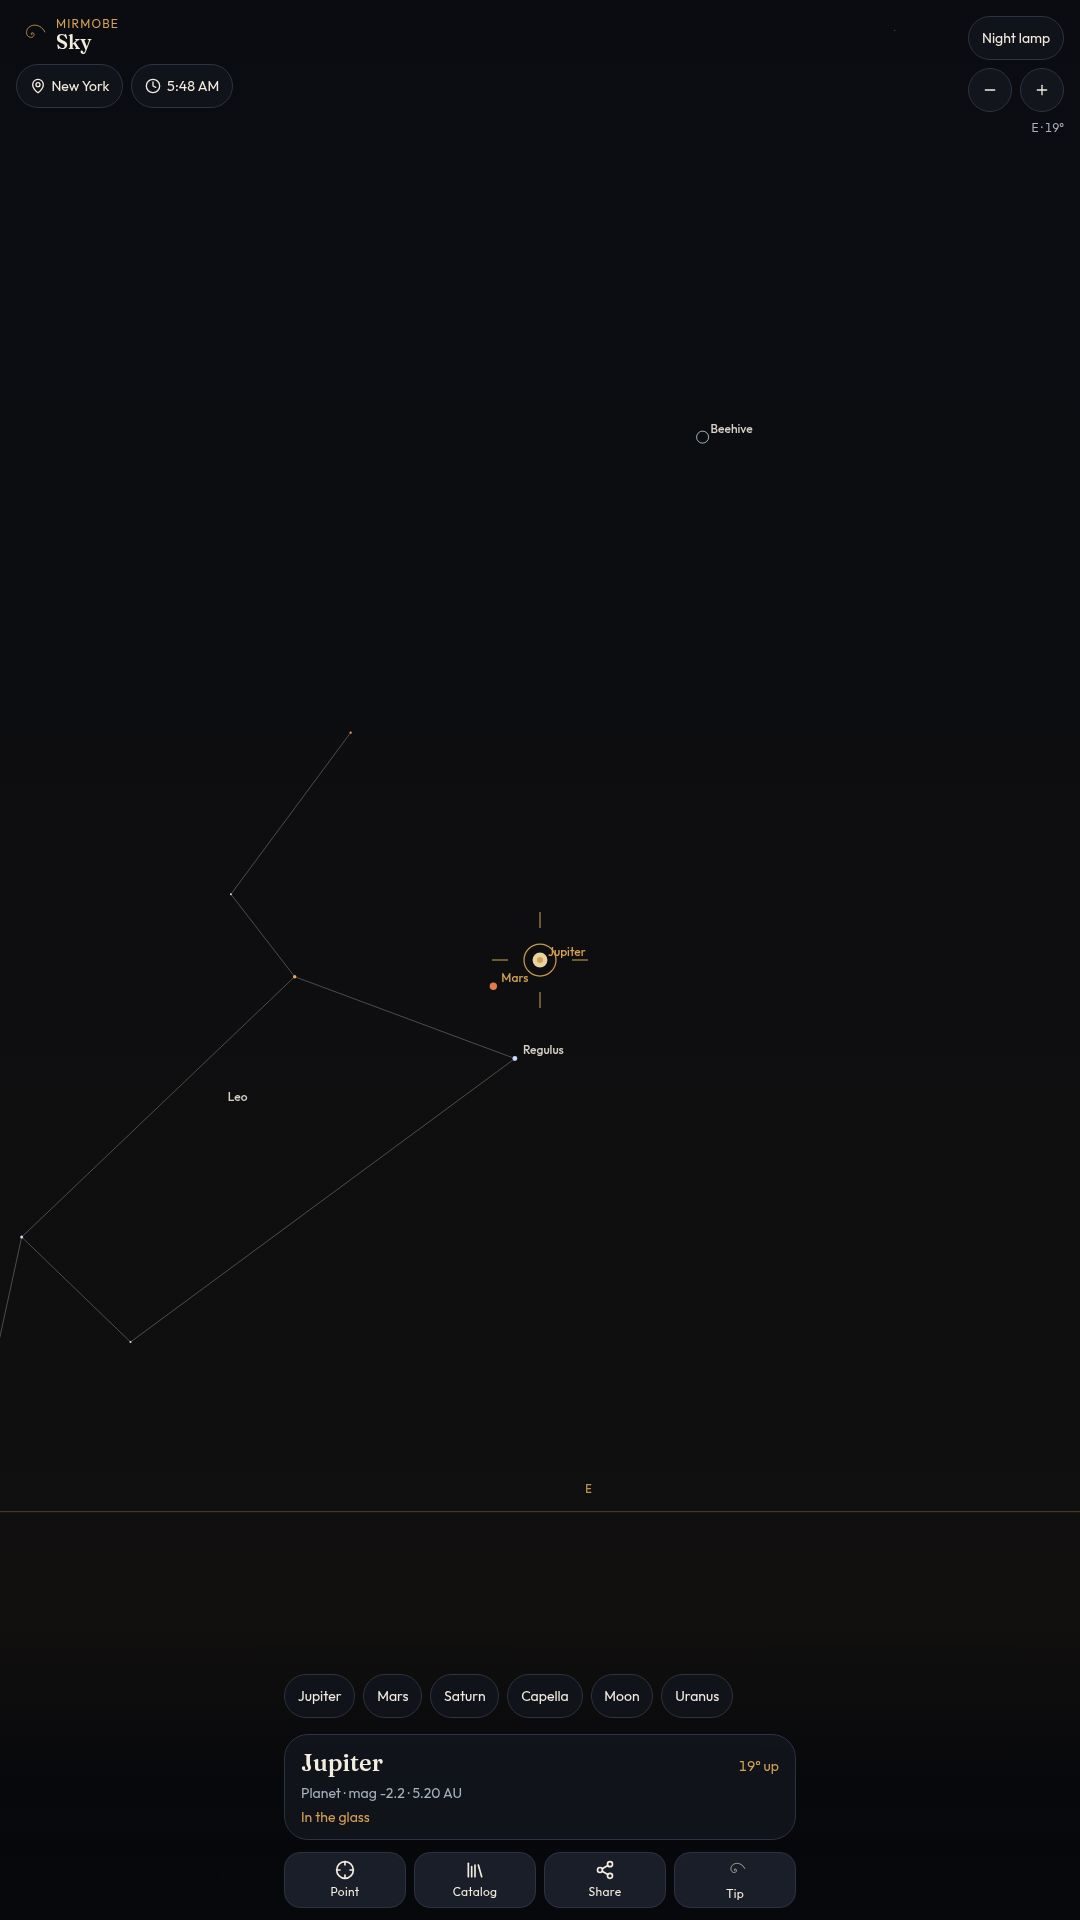 MIRMOBE
Sky
Night lamp
New York
5:48 AM
− +
E·19°
Beehive
Jupiter
Mars
Regulus
Leo
E
Jupiter Mars Saturn Capella Moon Uranus
Jupiter
19° up
Planet · mag -2.2 · 5.20 AU
In the glass
Point Catalog Share Tip